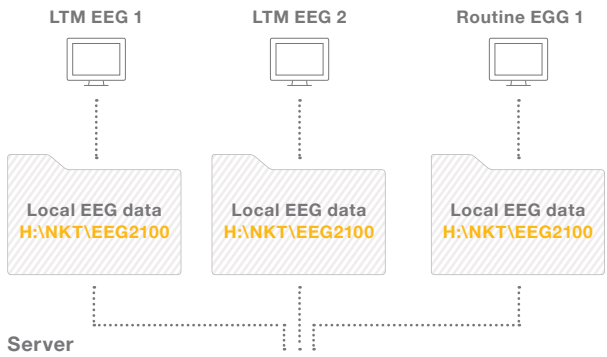 LTM EEG 1
LTM EEG 2
Routine EGG 1
Local EEG data
H:\NKT\EEG2100
Local EEG data
H:\NKT\EEG2100
Local EEG data
H:\NKT\EEG2100
Server